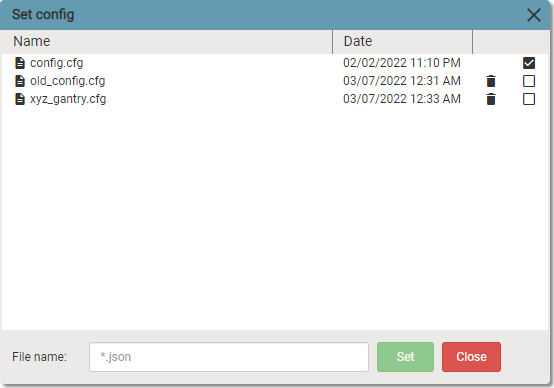 Set config
Name Date
config.cfg 02/02/2022 11:10 PM
old_config.cfg 03/07/2022 12:31 AM
xyz_gantry.cfg 03/07/2022 12:33 AM
File name: *.json Set Close